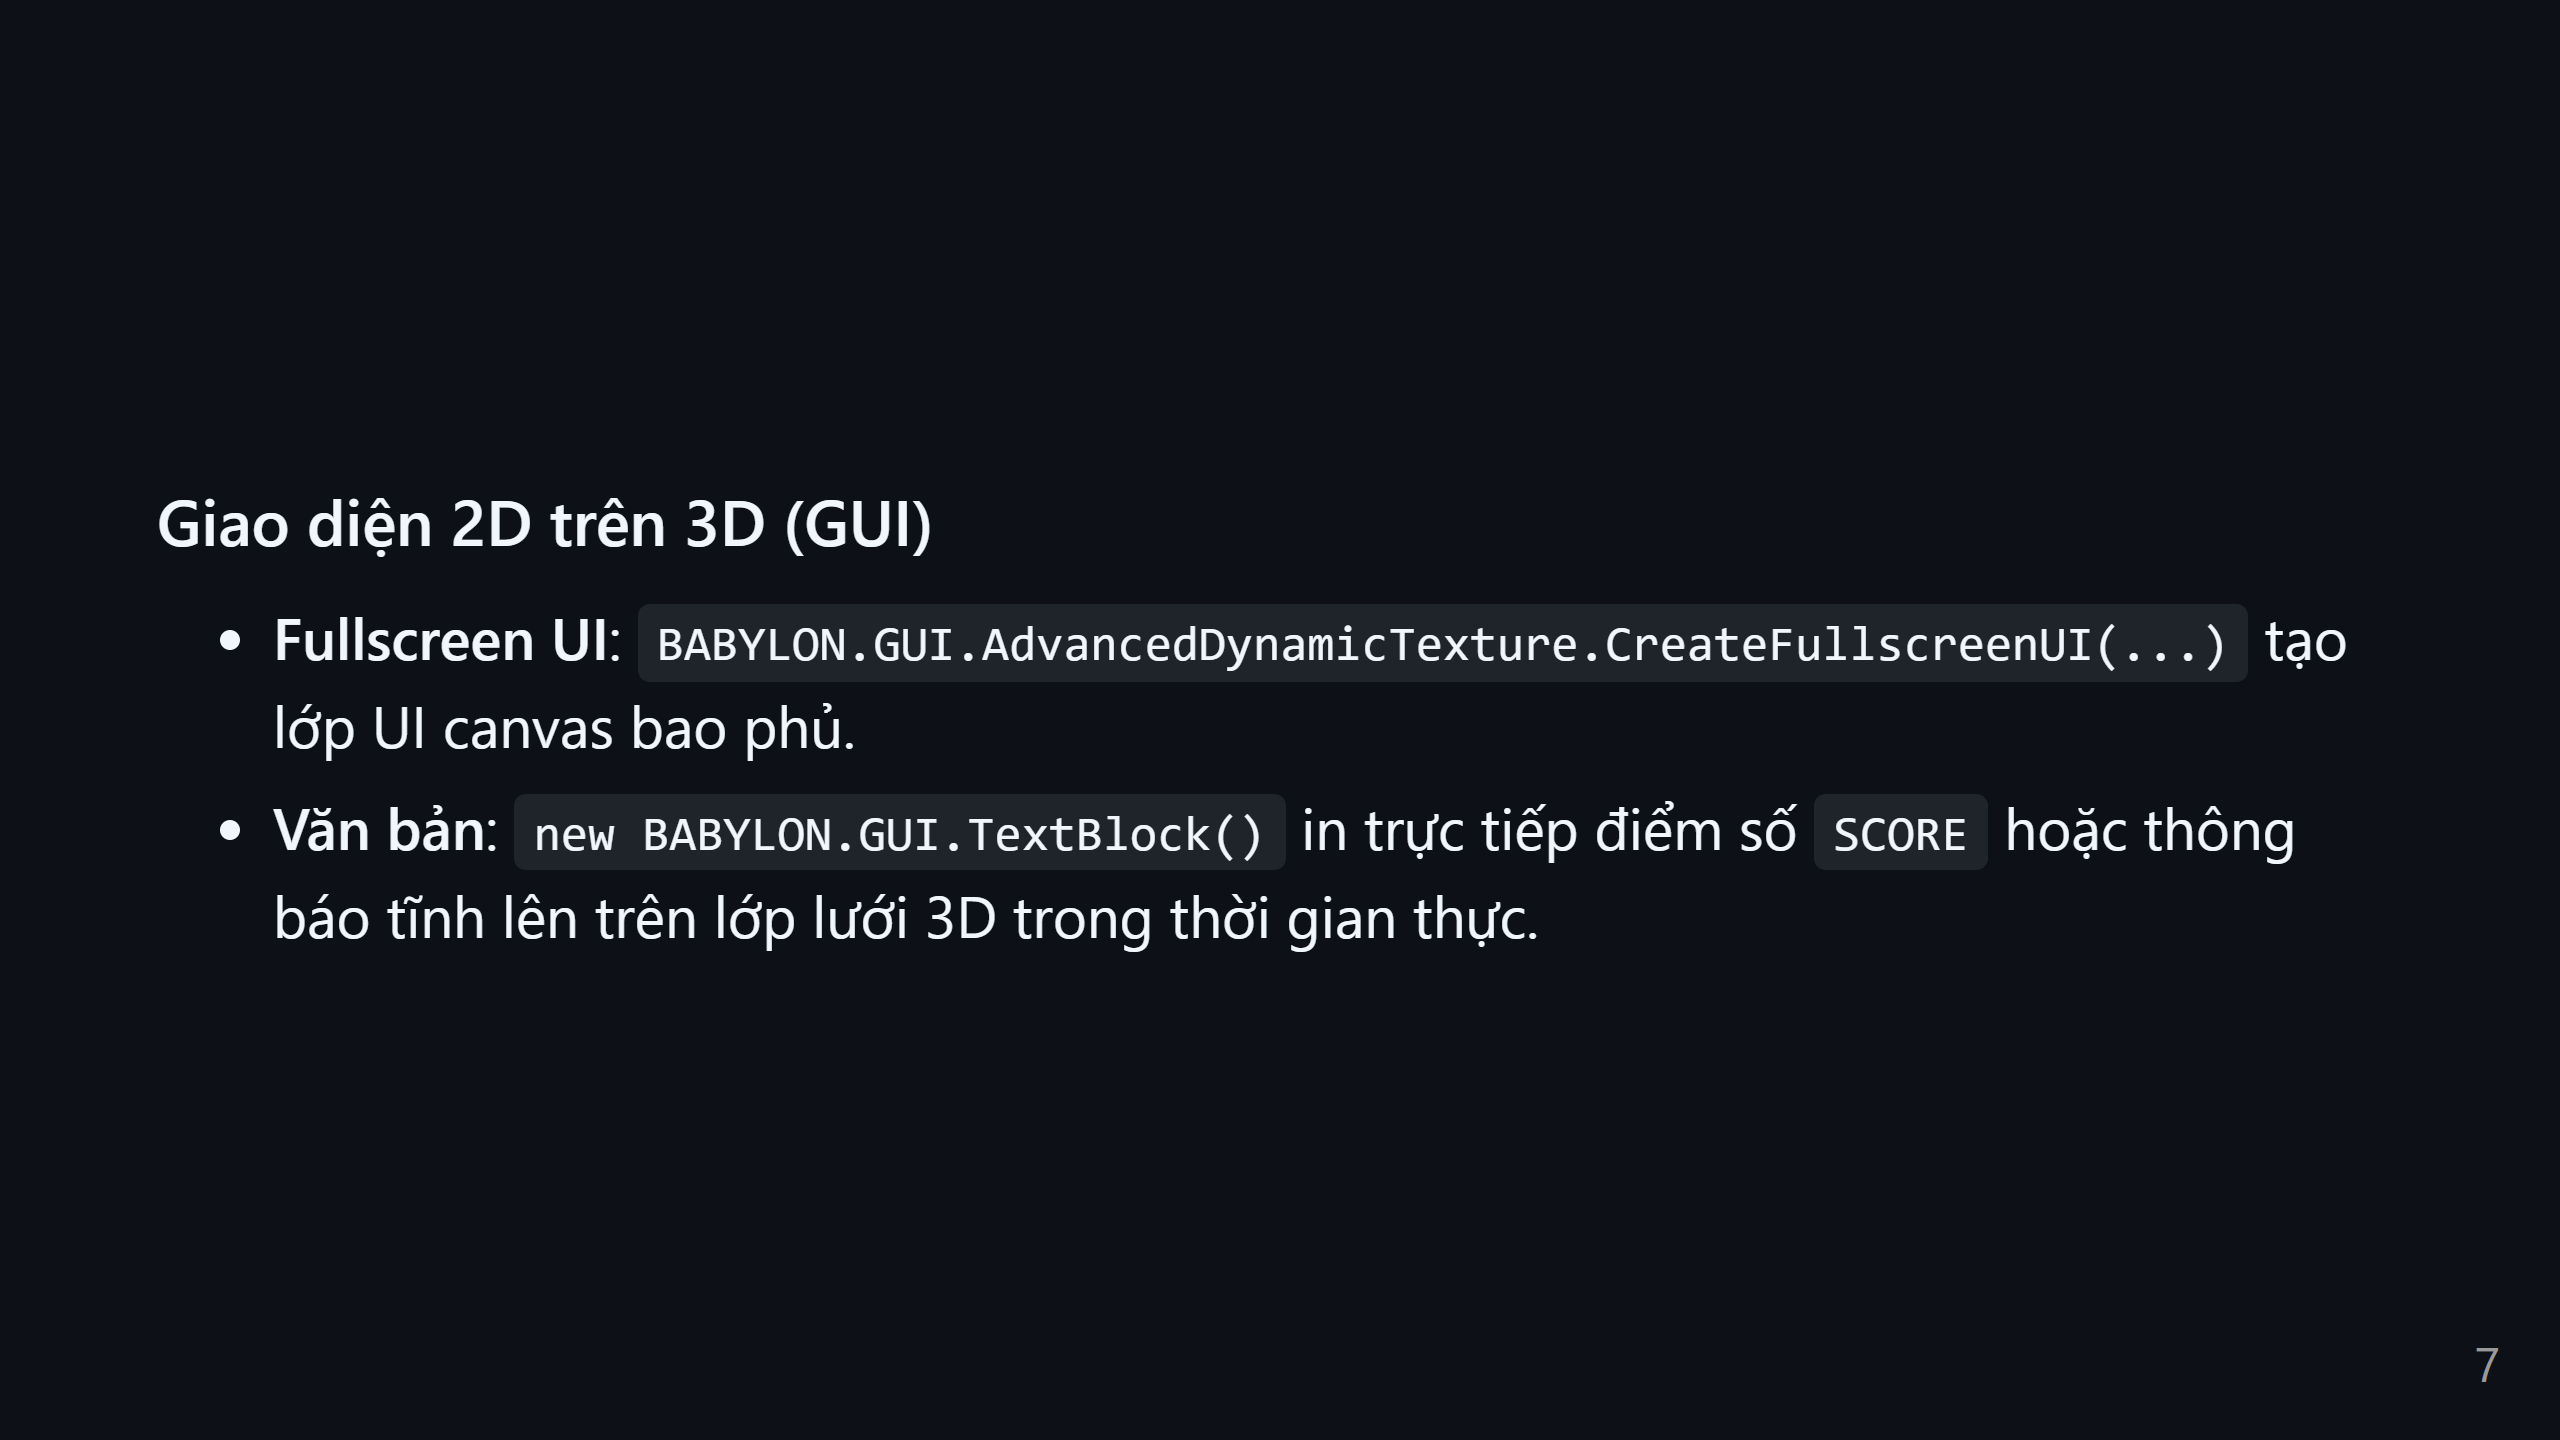 Giao diện 2D trên 3D (GUI)
• Fullscreen UI: BABYLON.GUI.AdvancedDynamicTexture.CreateFullscreenUI(...) tạo
lớp UI canvas bao phủ.
• Văn bản: new BABYLON.GUI.TextBlock() in trực tiếp điểm số SCORE hoặc thông
báo tĩnh lên trên lớp lưới 3D trong thời gian thực.
7